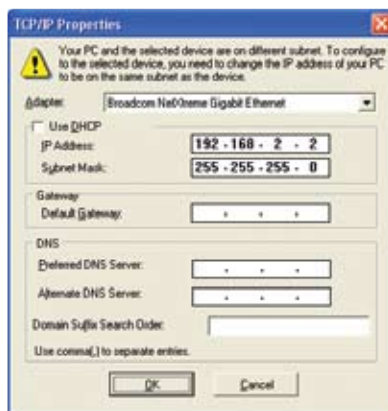 TCP/IP Properties
Your PC and the selected device are on different subnet. To configure
to the selected device, you need to change the IP address of your PC
to be on the same subnet as the device.
Adapter: Broadcom NetXtreme Gigabit Ethernet
Use DHCP
IP Address: 192 . 168 . 2 . 2
Subnet Mask: 255 . 255 . 255 . 0
Gateway
Default Gateway: . . .
DNS
Preferred DNS Server: . . .
Alternate DNS Server: . . .
Domain Suffix Search Order:
Use comma(,) to separate entries.
OK Cancel